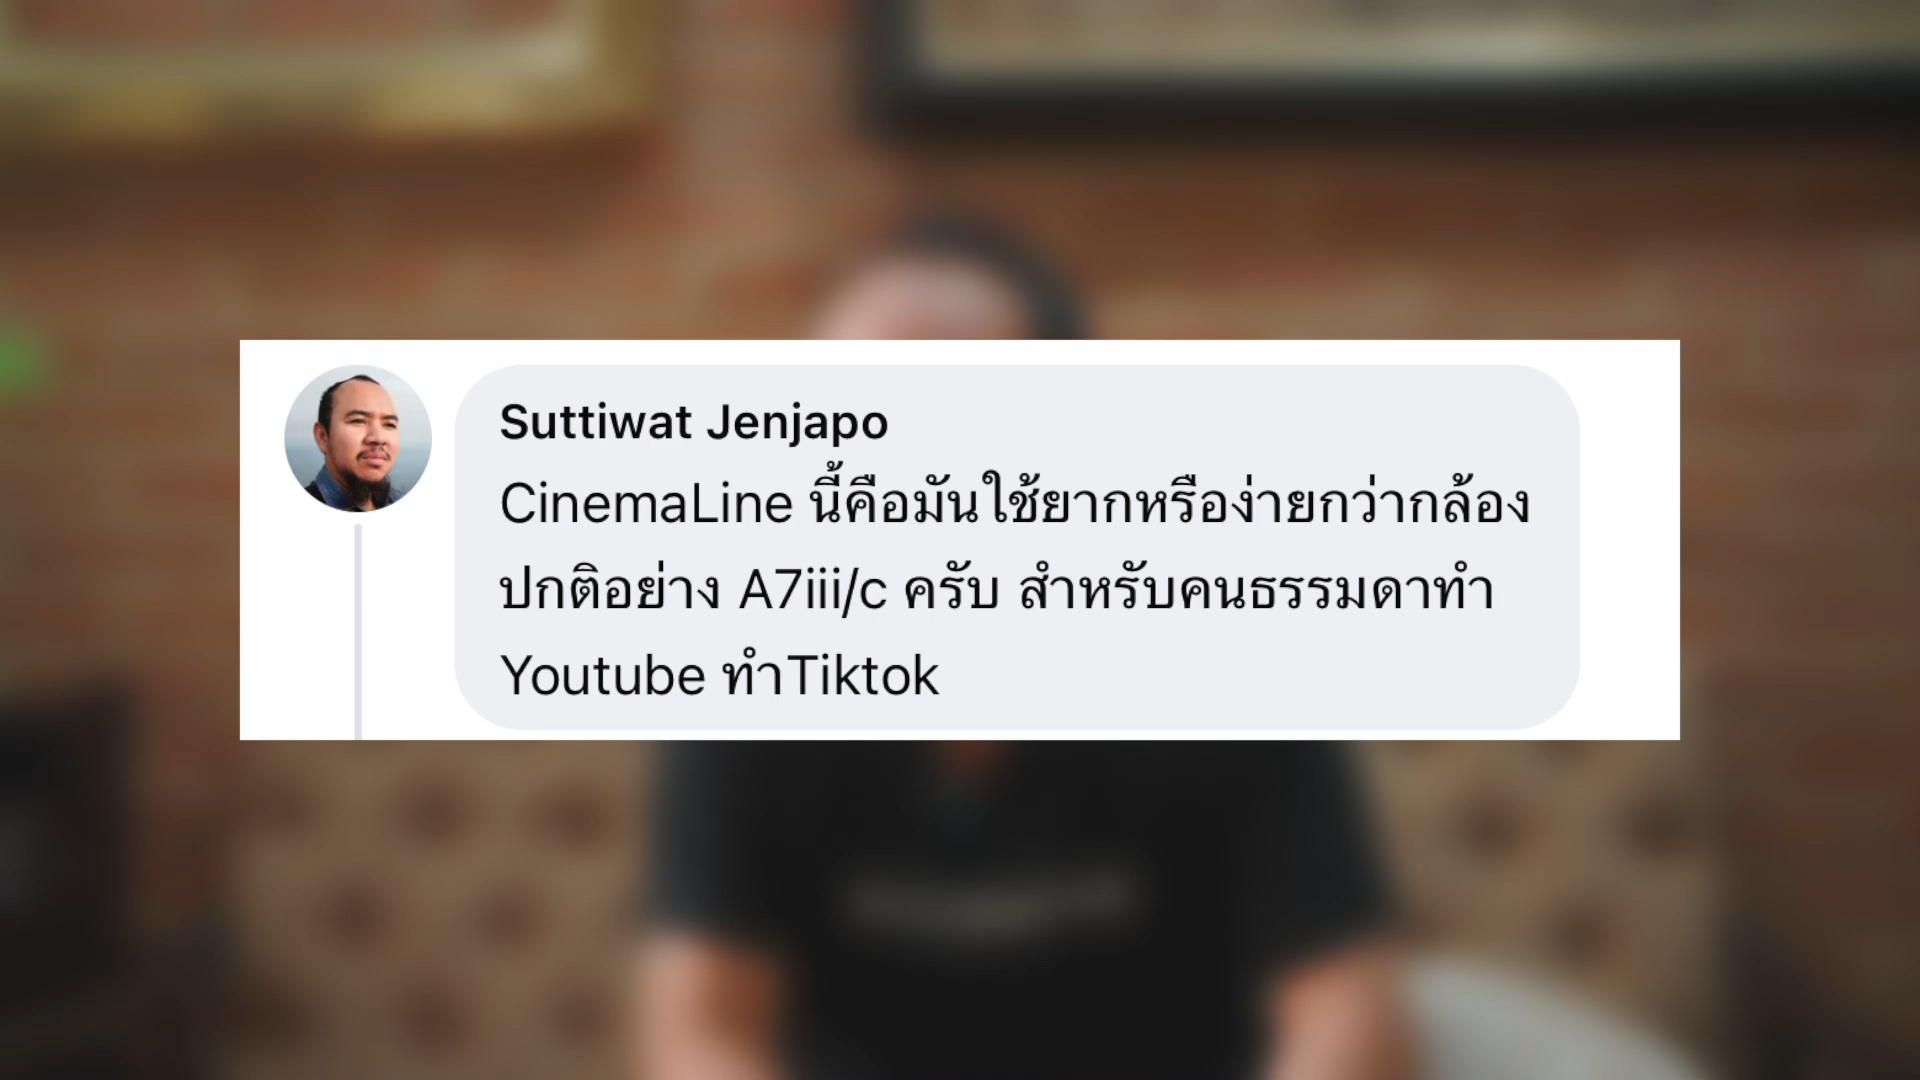 Suttiwat Jenjapo
CinemaLine นี้คือมันใช้ยากหรือง่ายกว่ากล้อง
ปกติอย่าง A7iii/c ครับ สำหรับคนธรรมดาทำ
Youtube ทำTiktok